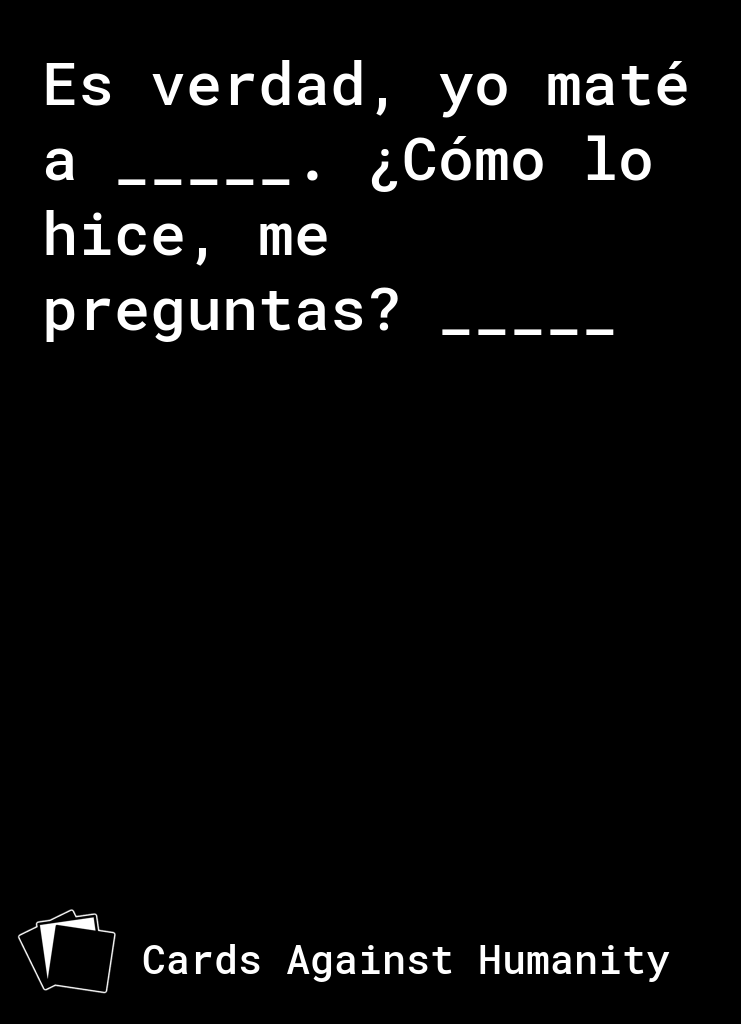 Es verdad, yo maté
a _____. ¿Cómo lo
hice, me
preguntas? _____
Cards Against Humanity